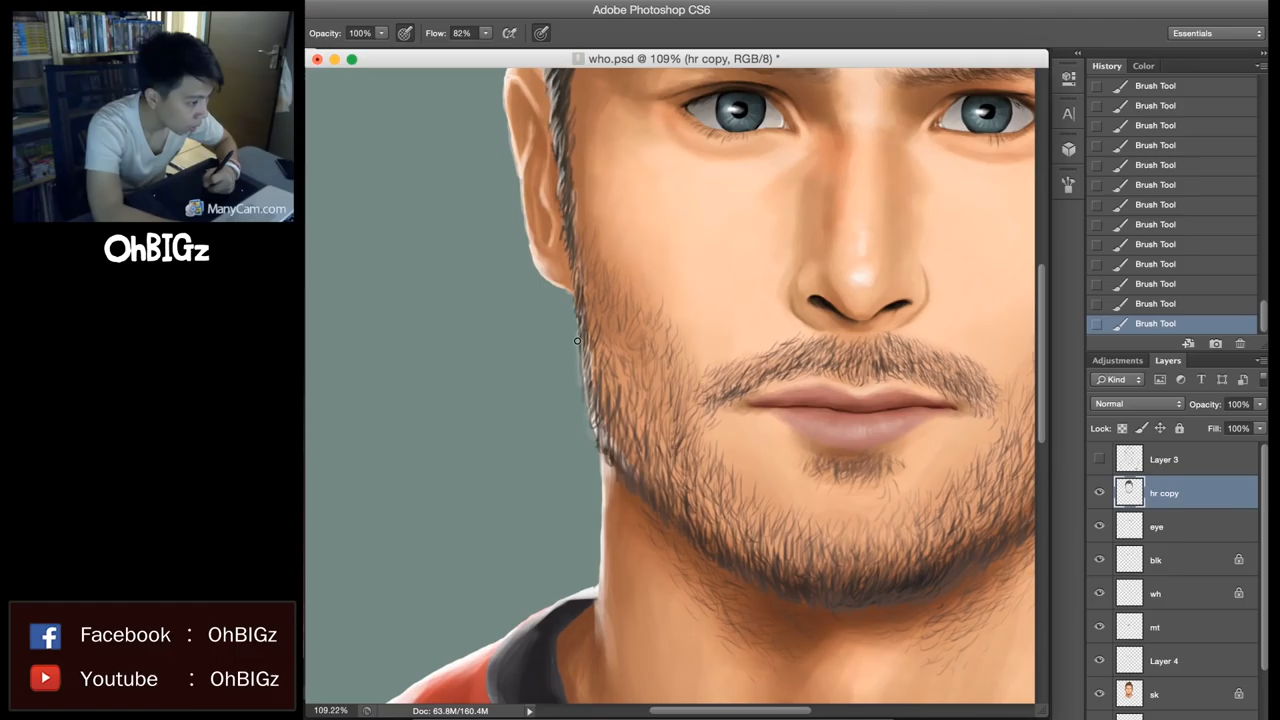 Adobe Photoshop CS6
Opacity: 100% Flow: 82% Essentials
who.psd @ 109% (hr copy, RGB/8) *
History Color
Brush Tool
Brush Tool
Brush Tool
Brush Tool
Brush Tool
Brush Tool
Brush Tool
Brush Tool
Brush Tool
Brush Tool
Brush Tool
Brush Tool
Brush Tool
ManyCam.com
OhBIGz
Adjustments Layers
Kind
Normal Opacity: 100%
Lock: Fill: 100%
Layer 3
hr copy
eye
blk
wh
mt
Layer 4
sk
Facebook : OhBIGz
Youtube : OhBIGz
109.22% Doc: 63.8M/160.4M